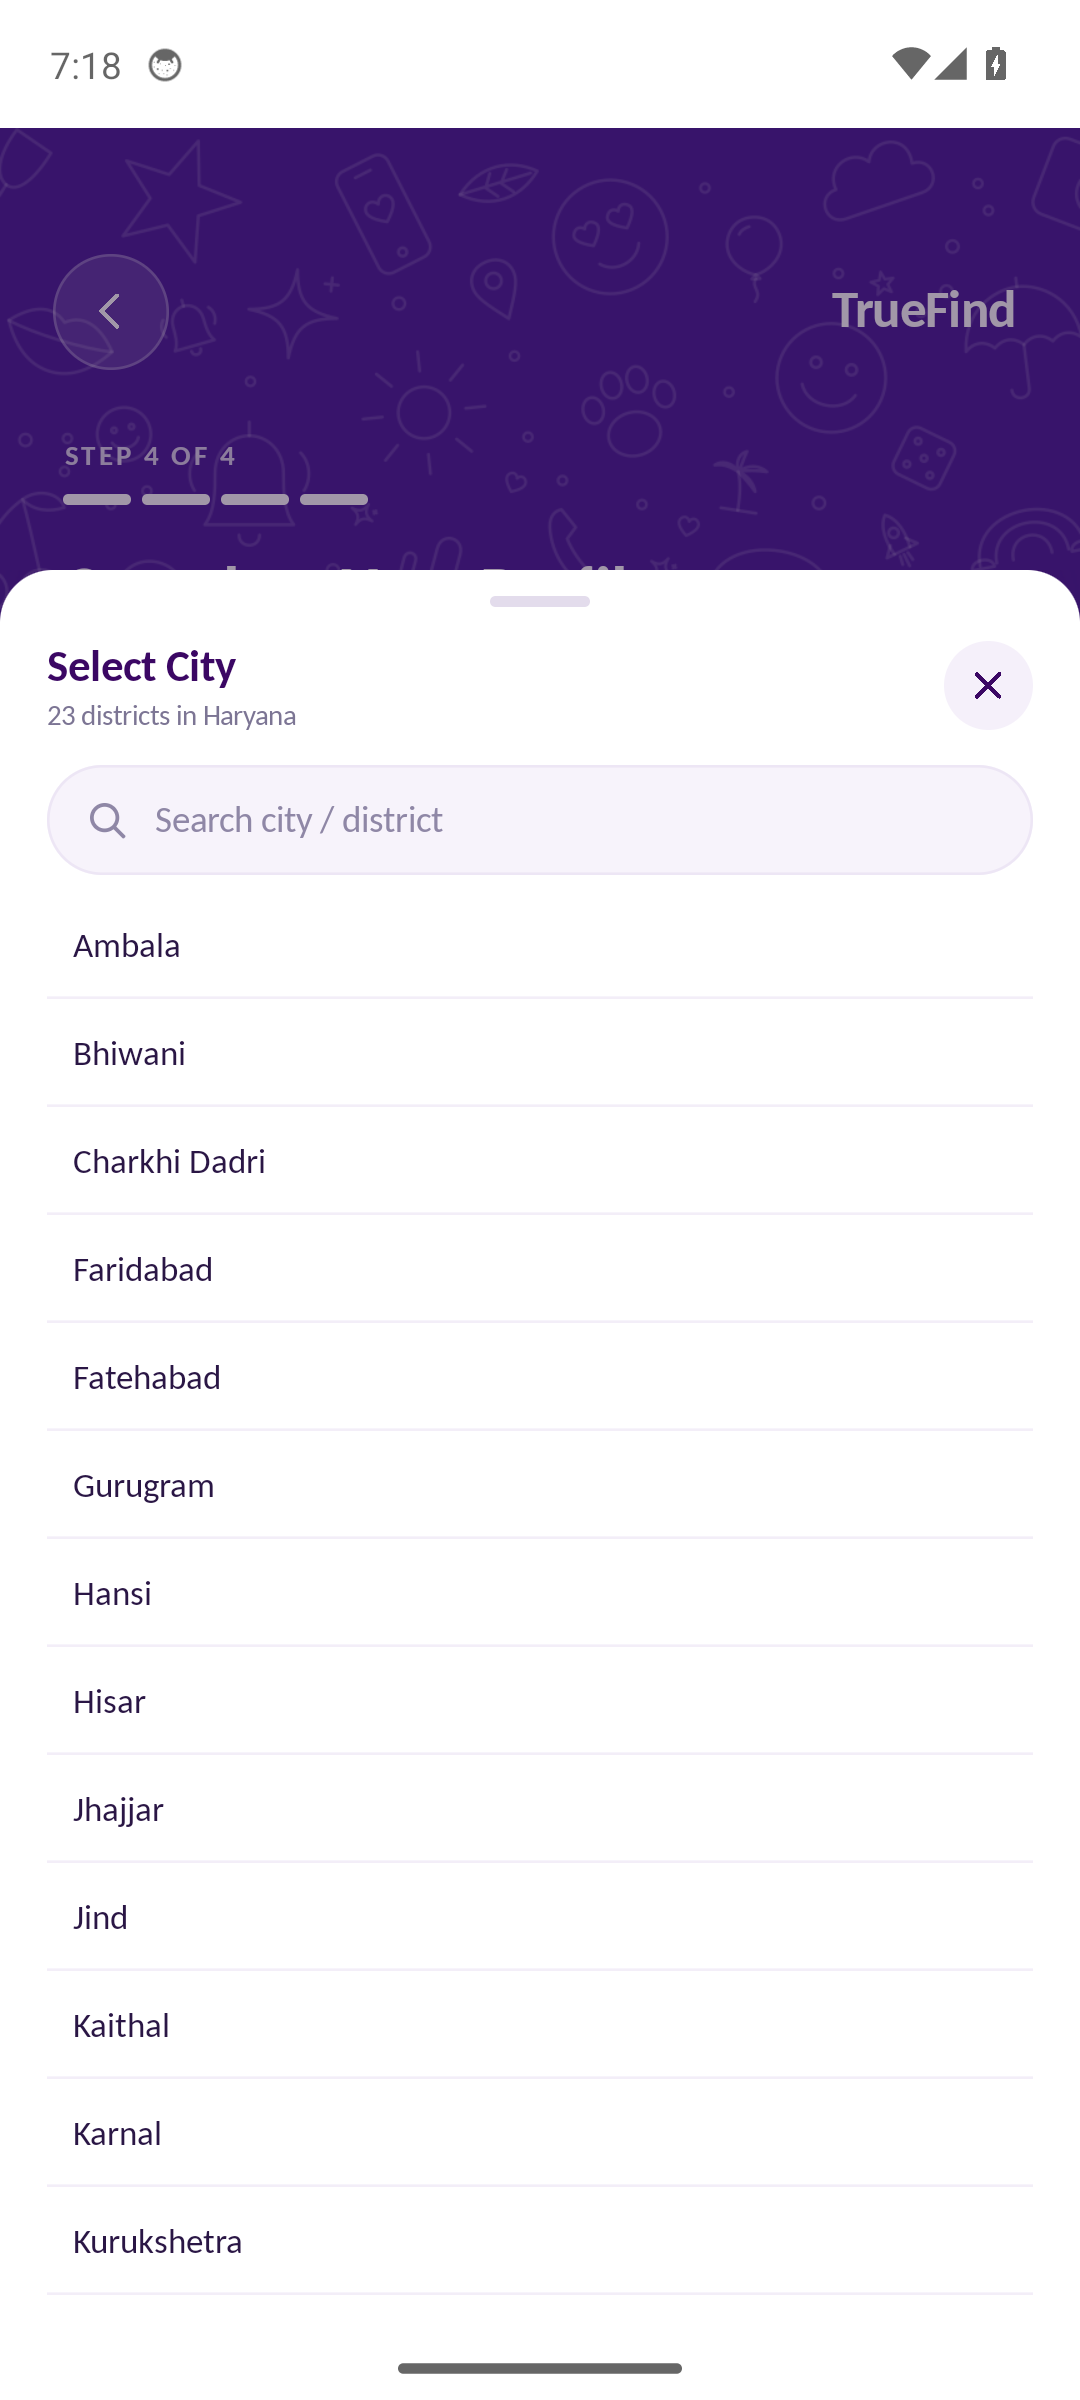 7:18
TrueFind
STEP 4 OF 4
Select City
23 districts in Haryana
Search city / district
Ambala
Bhiwani
Charkhi Dadri
Faridabad
Fatehabad
Gurugram
Hansi
Hisar
Jhajjar
Jind
Kaithal
Karnal
Kurukshetra